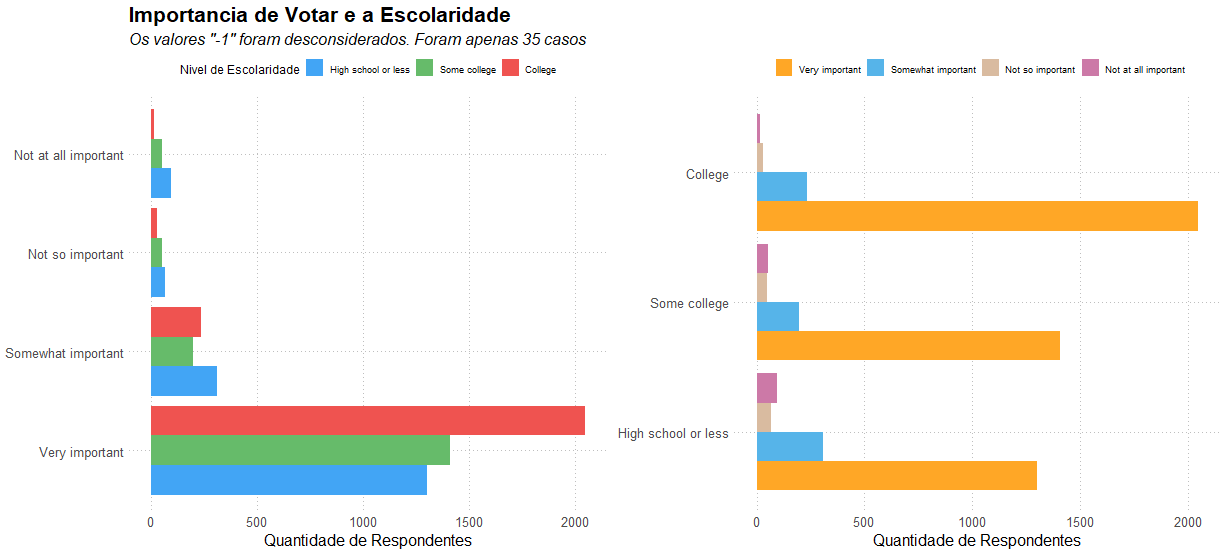 Importancia de Votar e a Escolaridade
Os valores "-1" foram desconsiderados. Foram apenas 35 casos
Nivel de Escolaridade High school or less Some college College
Not at all important
Not so important
Somewhat important
Very important
0 500 1000 1500 2000
Quantidade de Respondentes
Very important Somewhat important Not so important Not at all important
College
Some college
High school or less
0 500 1000 1500 2000
Quantidade de Respondentes